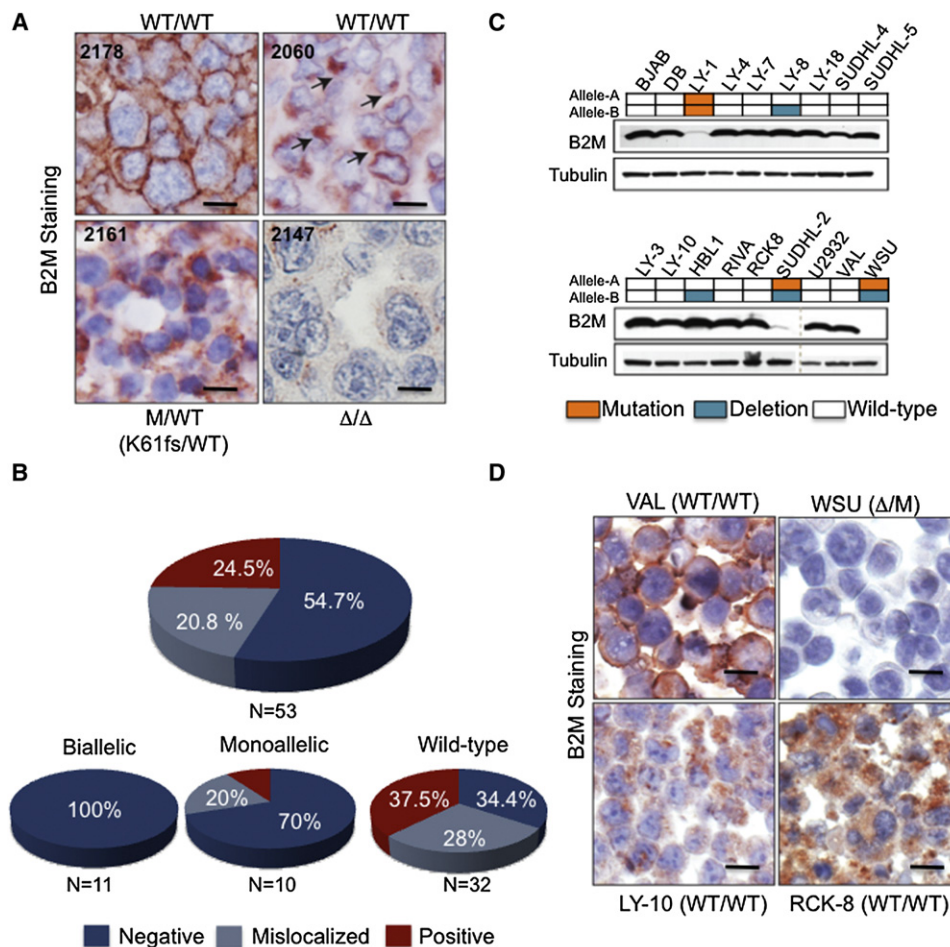 A
WT/WT WT/WT
2178
2060
B2M Staining
2161
2147
M/WT
(K61fs/WT)
Δ/Δ
B
24.5%
54.7%
20.8 %
N=53
Biallelic Monoallelic Wild-type
100%
20%
70%
37.5%
34.4%
28%
N=11 N=10 N=32
Negative Mislocalized Positive
C
BJAB DB LY-1 LY-4 LY-7 LY-8 LY-18 SUDHL-4 SUDHL-5
Allele-A
Allele-B
B2M
Tubulin
LY-3 LY-10 HBL1 RIVA RCK8 SUDHL-2 U2932 VAL WSU
Allele-A
Allele-B
B2M
Tubulin
Mutation Deletion Wild-type
D
VAL (WT/WT) WSU (Δ/M)
B2M Staining
LY-10 (WT/WT) RCK-8 (WT/WT)